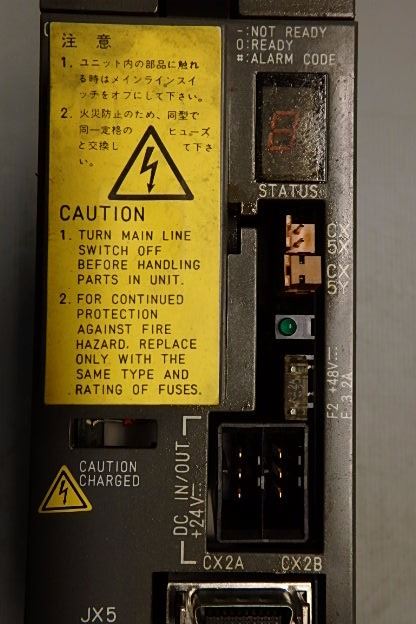 注 意
1. ユニット内の部品に触れ
る時はメインラインスイ
ッチをオフにして下さい。
2. 火災防止のため、同型で
同一定格の ヒューズ
と交換し て下さ
い。
CAUTION
1. TURN MAIN LINE
SWITCH OFF
BEFORE HANDLING
PARTS IN UNIT.
2. FOR CONTINUED
PROTECTION
AGAINST FIRE
HAZARD, REPLACE
ONLY WITH THE
SAME TYPE AND
RATING OF FUSES.
-:NOT READY
0:READY
#:ALARM CODE
STATUS
CX
5X
CX
5Y
F2 +48V
F 3.2A
CAUTION
CHARGED
DC IN/OUT
+24V
CX2A CX2B
JX5